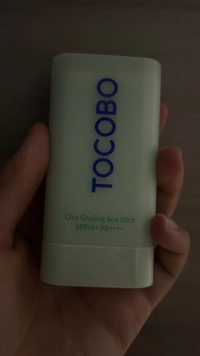 TOCOBO
Cica Cooling Sun Stick
SPF50+ PA++++